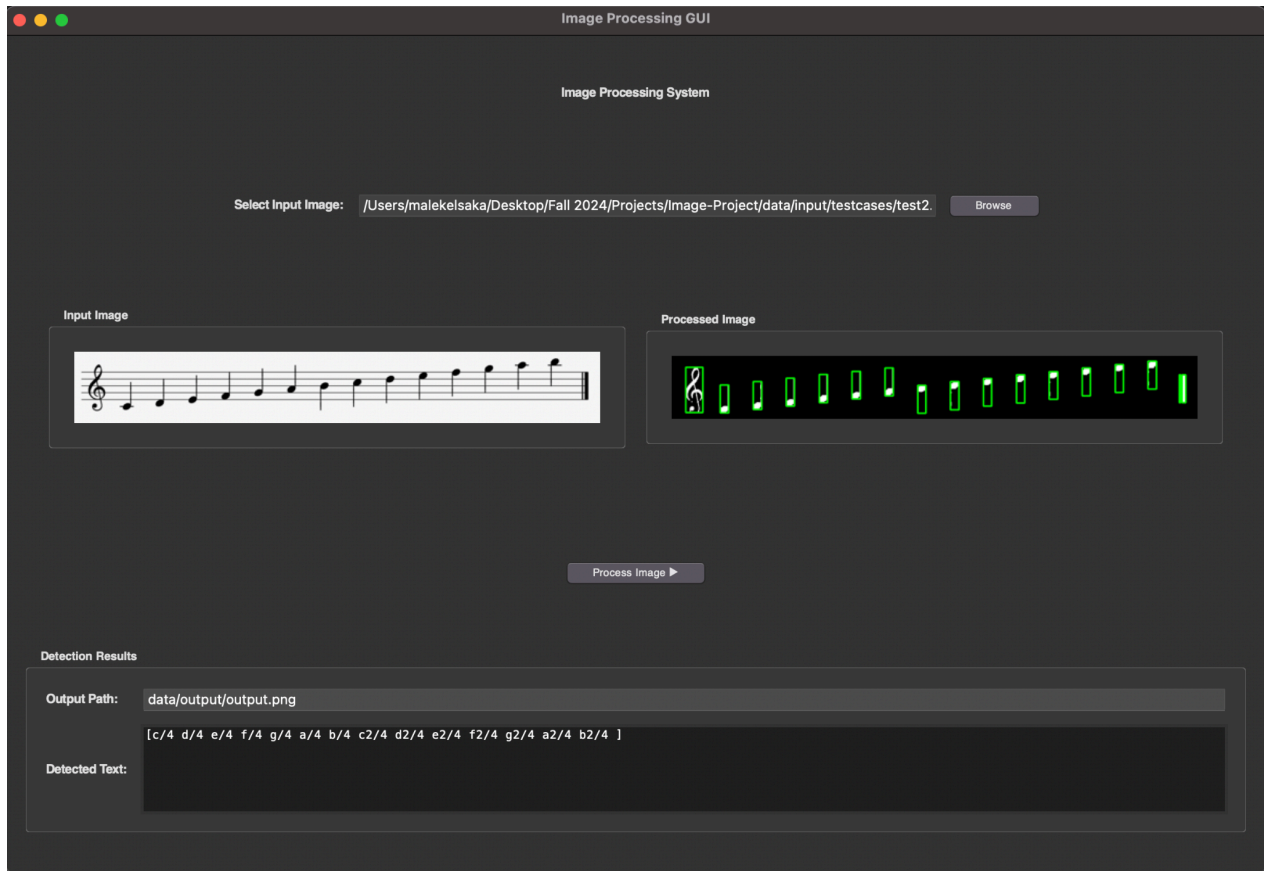 Image Processing GUI
Image Processing System
Select Input Image: /Users/malekelsaka/Desktop/Fall 2024/Projects/Image-Project/data/input/testcases/test2. Browse
Input Image
Processed Image
Process Image ▶
Detection Results
Output Path: data/output/output.png
Detected Text: [c/4 d/4 e/4 f/4 g/4 a/4 b/4 c2/4 d2/4 e2/4 f2/4 g2/4 a2/4 b2/4 ]